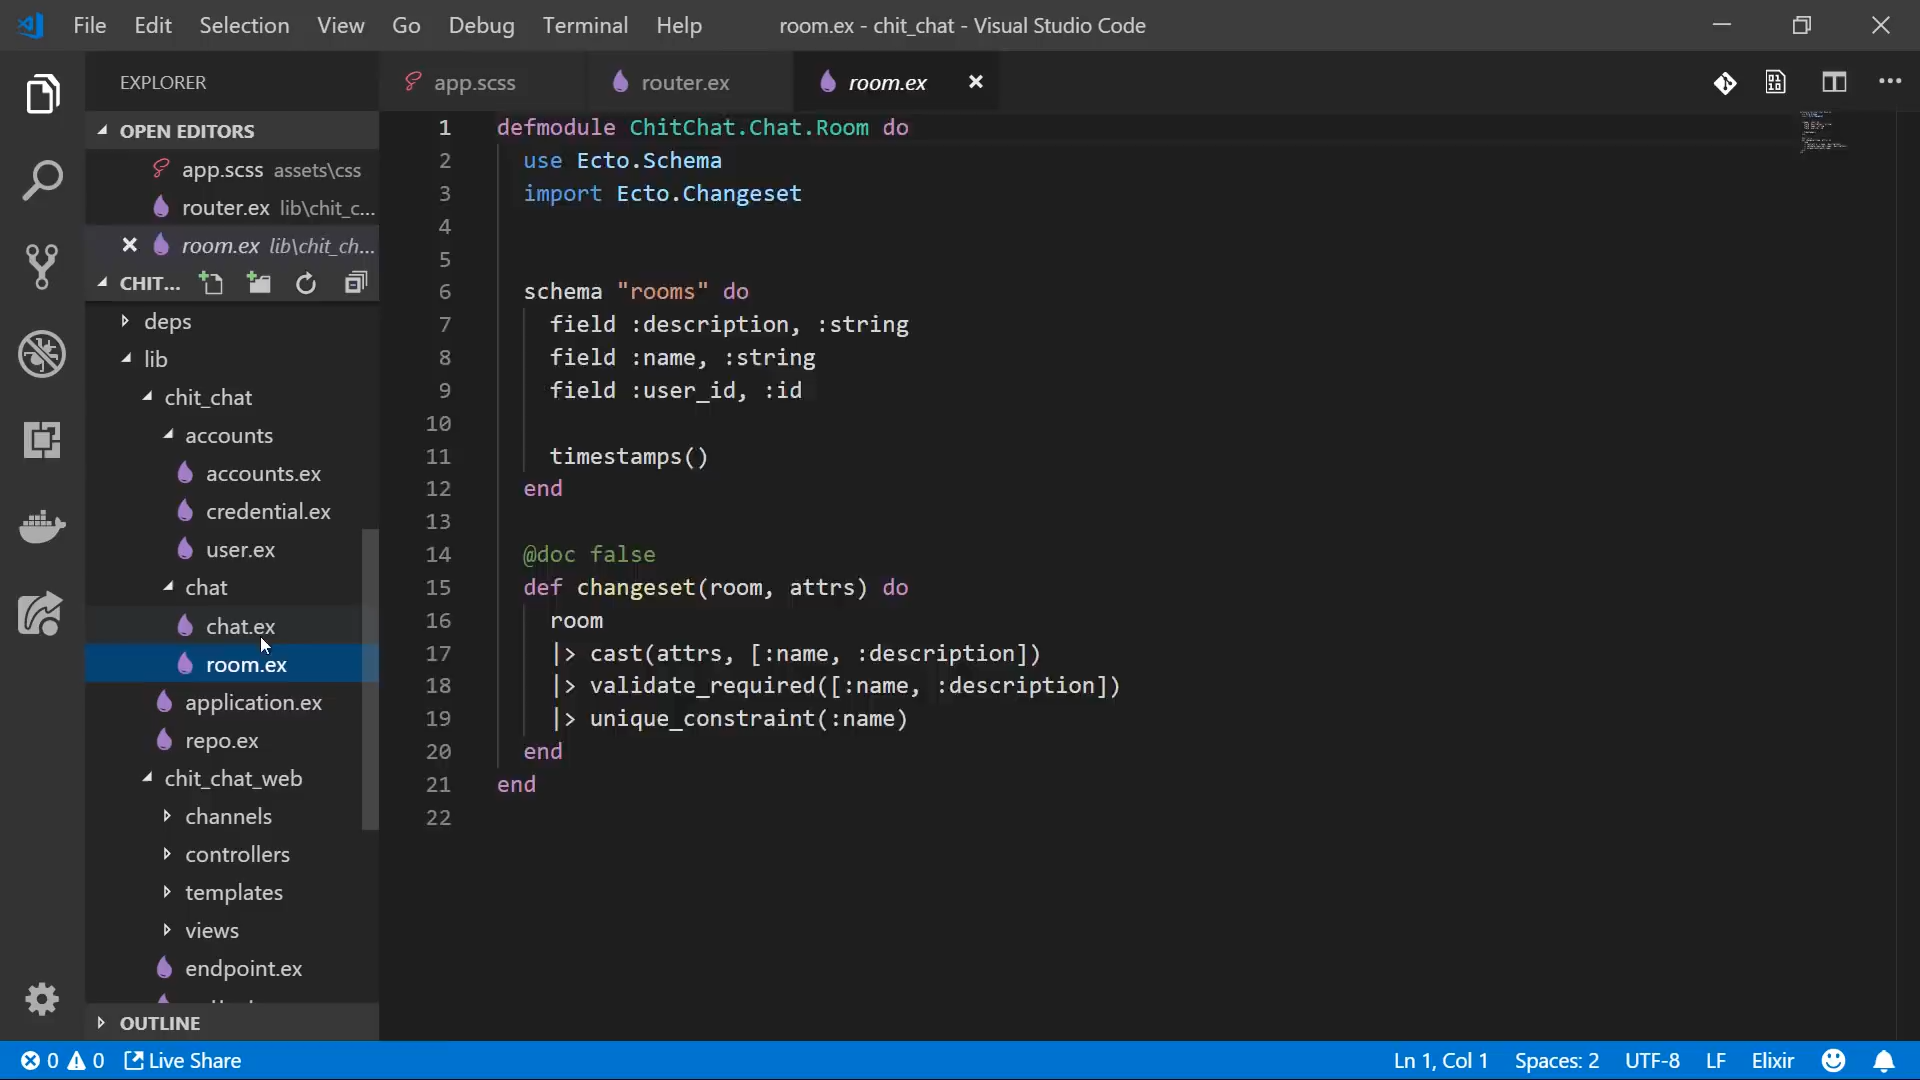 File Edit Selection View Go Debug Terminal Help room.ex - chit_chat - Visual Studio Code
EXPLORER
OPEN EDITORS
app.scss assets\css
router.ex lib\chit_c...
room.ex lib\chit_ch...
CHIT...
deps
lib
chit_chat
accounts
accounts.ex
credential.ex
user.ex
chat
chat.ex
room.ex
application.ex
repo.ex
chit_chat_web
channels
controllers
templates
views
endpoint.ex
OUTLINE
app.scss router.ex room.ex
1 defmodule ChitChat.Chat.Room do
2 use Ecto.Schema
3 import Ecto.Changeset
4
5
6 schema "rooms" do
7 field :description, :string
8 field :name, :string
9 field :user_id, :id
10
11 timestamps()
12 end
13
14 @doc false
15 def changeset(room, attrs) do
16 room
17 |> cast(attrs, [:name, :description])
18 |> validate_required([:name, :description])
19 |> unique_constraint(:name)
20 end
21 end
22
0 0 Live Share Ln 1, Col 1 Spaces: 2 UTF-8 LF Elixir